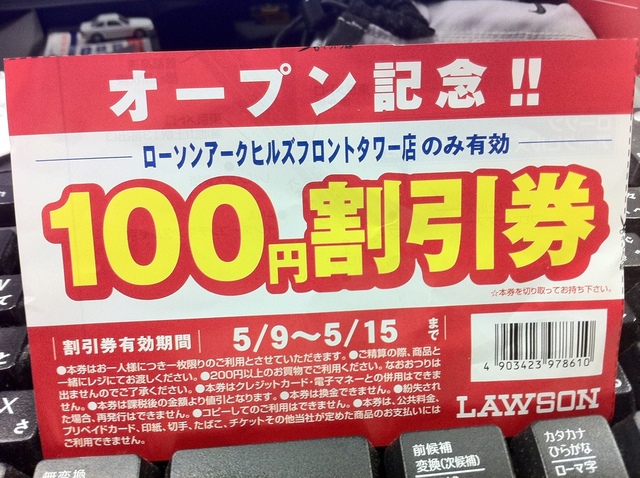 オープン記念!!
ローソンアークヒルズフロントタワー店のみ有効
100円割引券
☆本券を切り取ってお持ち下さい。
割引券有効期間 5/9〜5/15まで
●本券はお一人様につき一枚限りのご利用とさせていただきます。●ご精算の際、商品と
一緒にレジにてお渡しください。●200円以上のお買物でご利用ください。なおおつりは
出ませんのでご了承ください。●本券はクレジットカード・電子マネーとの併用はできま
せん。●本券は課税後の金額より値引となります。●本券は換金できません。●紛失され
た場合、再発行はできません。●コピーしてのご利用はできません。●本券は、公共料金、
プリペイドカード、印紙、切手、たばこ、チケットその他当社が定めた商品のお支払いには
ご利用できません。
4 903423 978610
LAWSON
無変換
前候補
変換(次候補)
カタカナ
ひらがな
ローマ字
X
さ